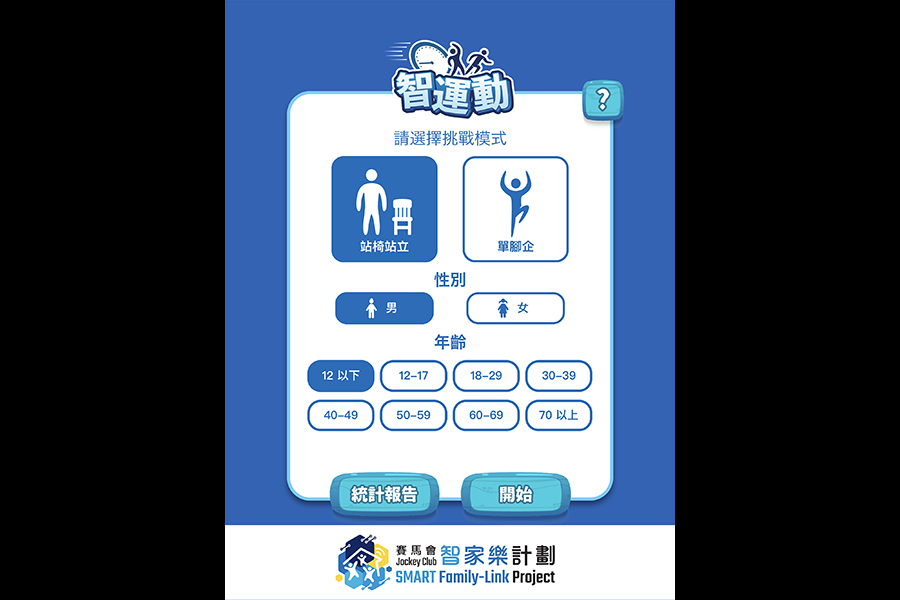 智運動
?
請選擇挑戰模式
站椅站立
單腳企
性別
男
女
年齡
12 以下
12–17
18–29
30–39
40–49
50–59
60–69
70 以上
統計報告
開始
賽馬會 智家樂計劃
Jockey Club
SMART Family-Link Project